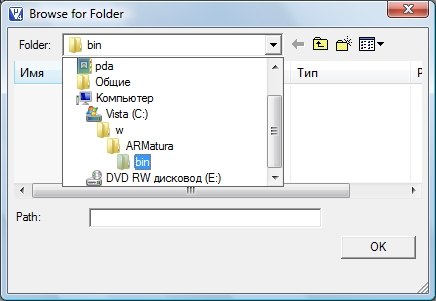 Browse for Folder
Folder: bin
Имя Тип Р
pda
Общие
Компьютер
Vista (C:)
w
ARMatura
bin
DVD RW дисковод (E:)
Path:
OK